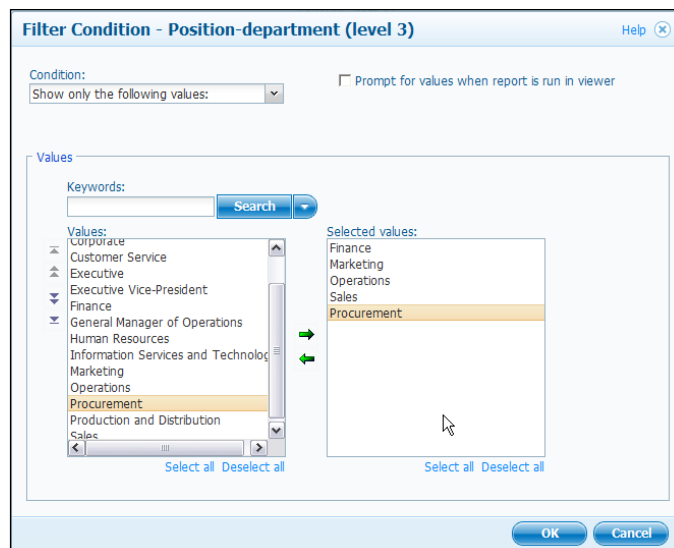 Filter Condition - Position-department (level 3)
Help
Condition:
Show only the following values:
Prompt for values when report is run in viewer
Values
Keywords:
Search
Values:
Corporate
Customer Service
Executive
Executive Vice-President
Finance
General Manager of Operations
Human Resources
Information Services and Technolog
Marketing
Operations
Procurement
Production and Distribution
Sales
Select all Deselect all
Selected values:
Finance
Marketing
Operations
Sales
Procurement
Select all Deselect all
OK
Cancel